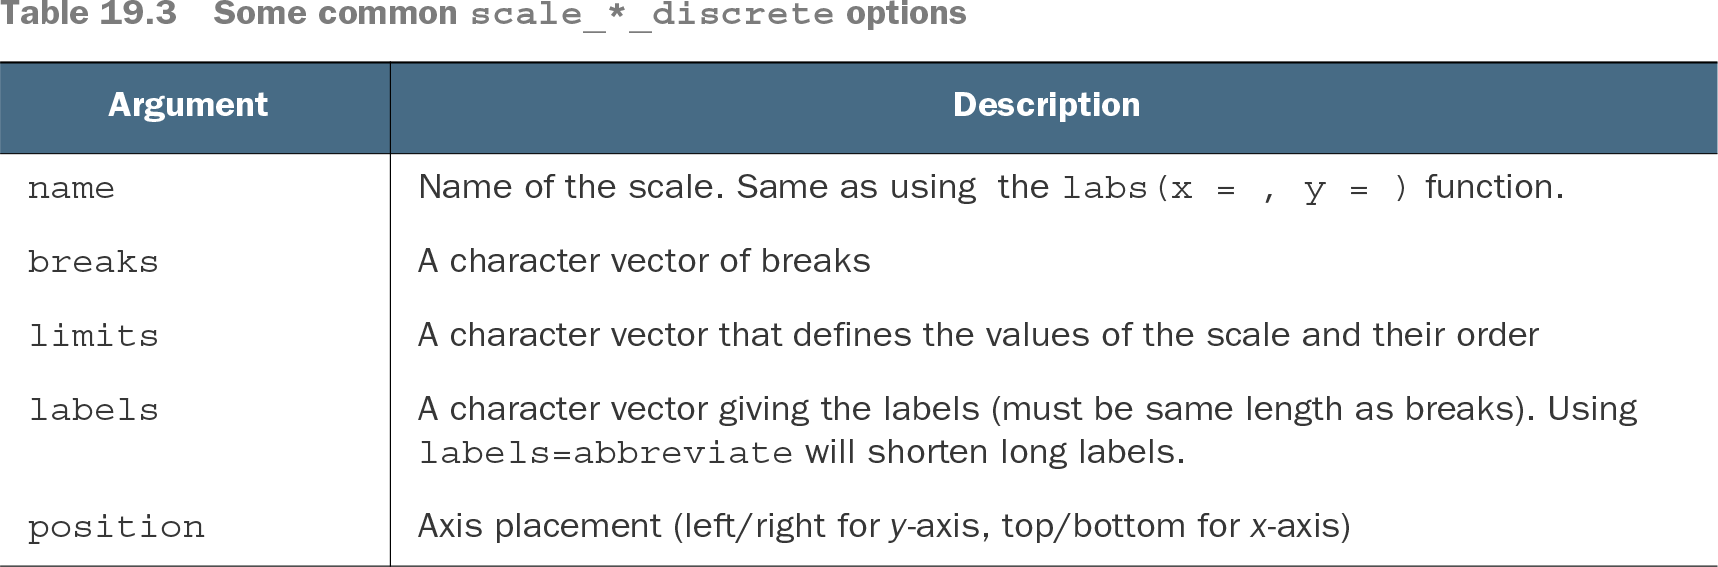 Table 19.3 Some common scale_*_discrete options
Argument Description
name Name of the scale. Same as using the labs(x = , y = ) function.
breaks A character vector of breaks
limits A character vector that defines the values of the scale and their order
labels A character vector giving the labels (must be same length as breaks). Using
labels=abbreviate will shorten long labels.
position Axis placement (left/right for y-axis, top/bottom for x-axis)